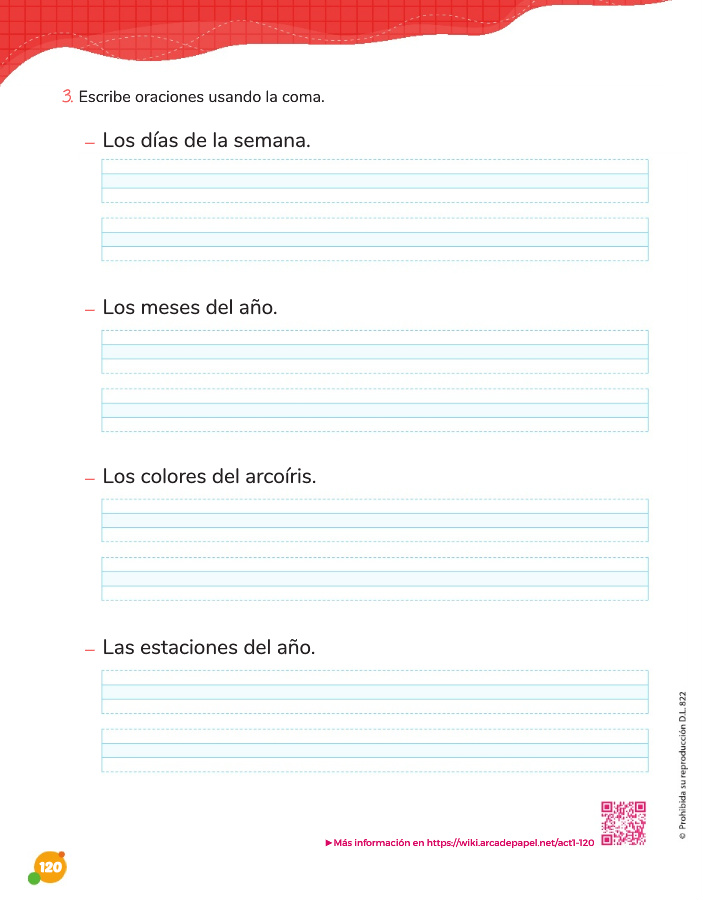 3. Escribe oraciones usando la coma.
– Los días de la semana.
– Los meses del año.
– Los colores del arcoíris.
– Las estaciones del año.
© Prohibida su reproducción D.L. 822
▶Más información en https://wiki.arcadepapel.net/act1-120
120